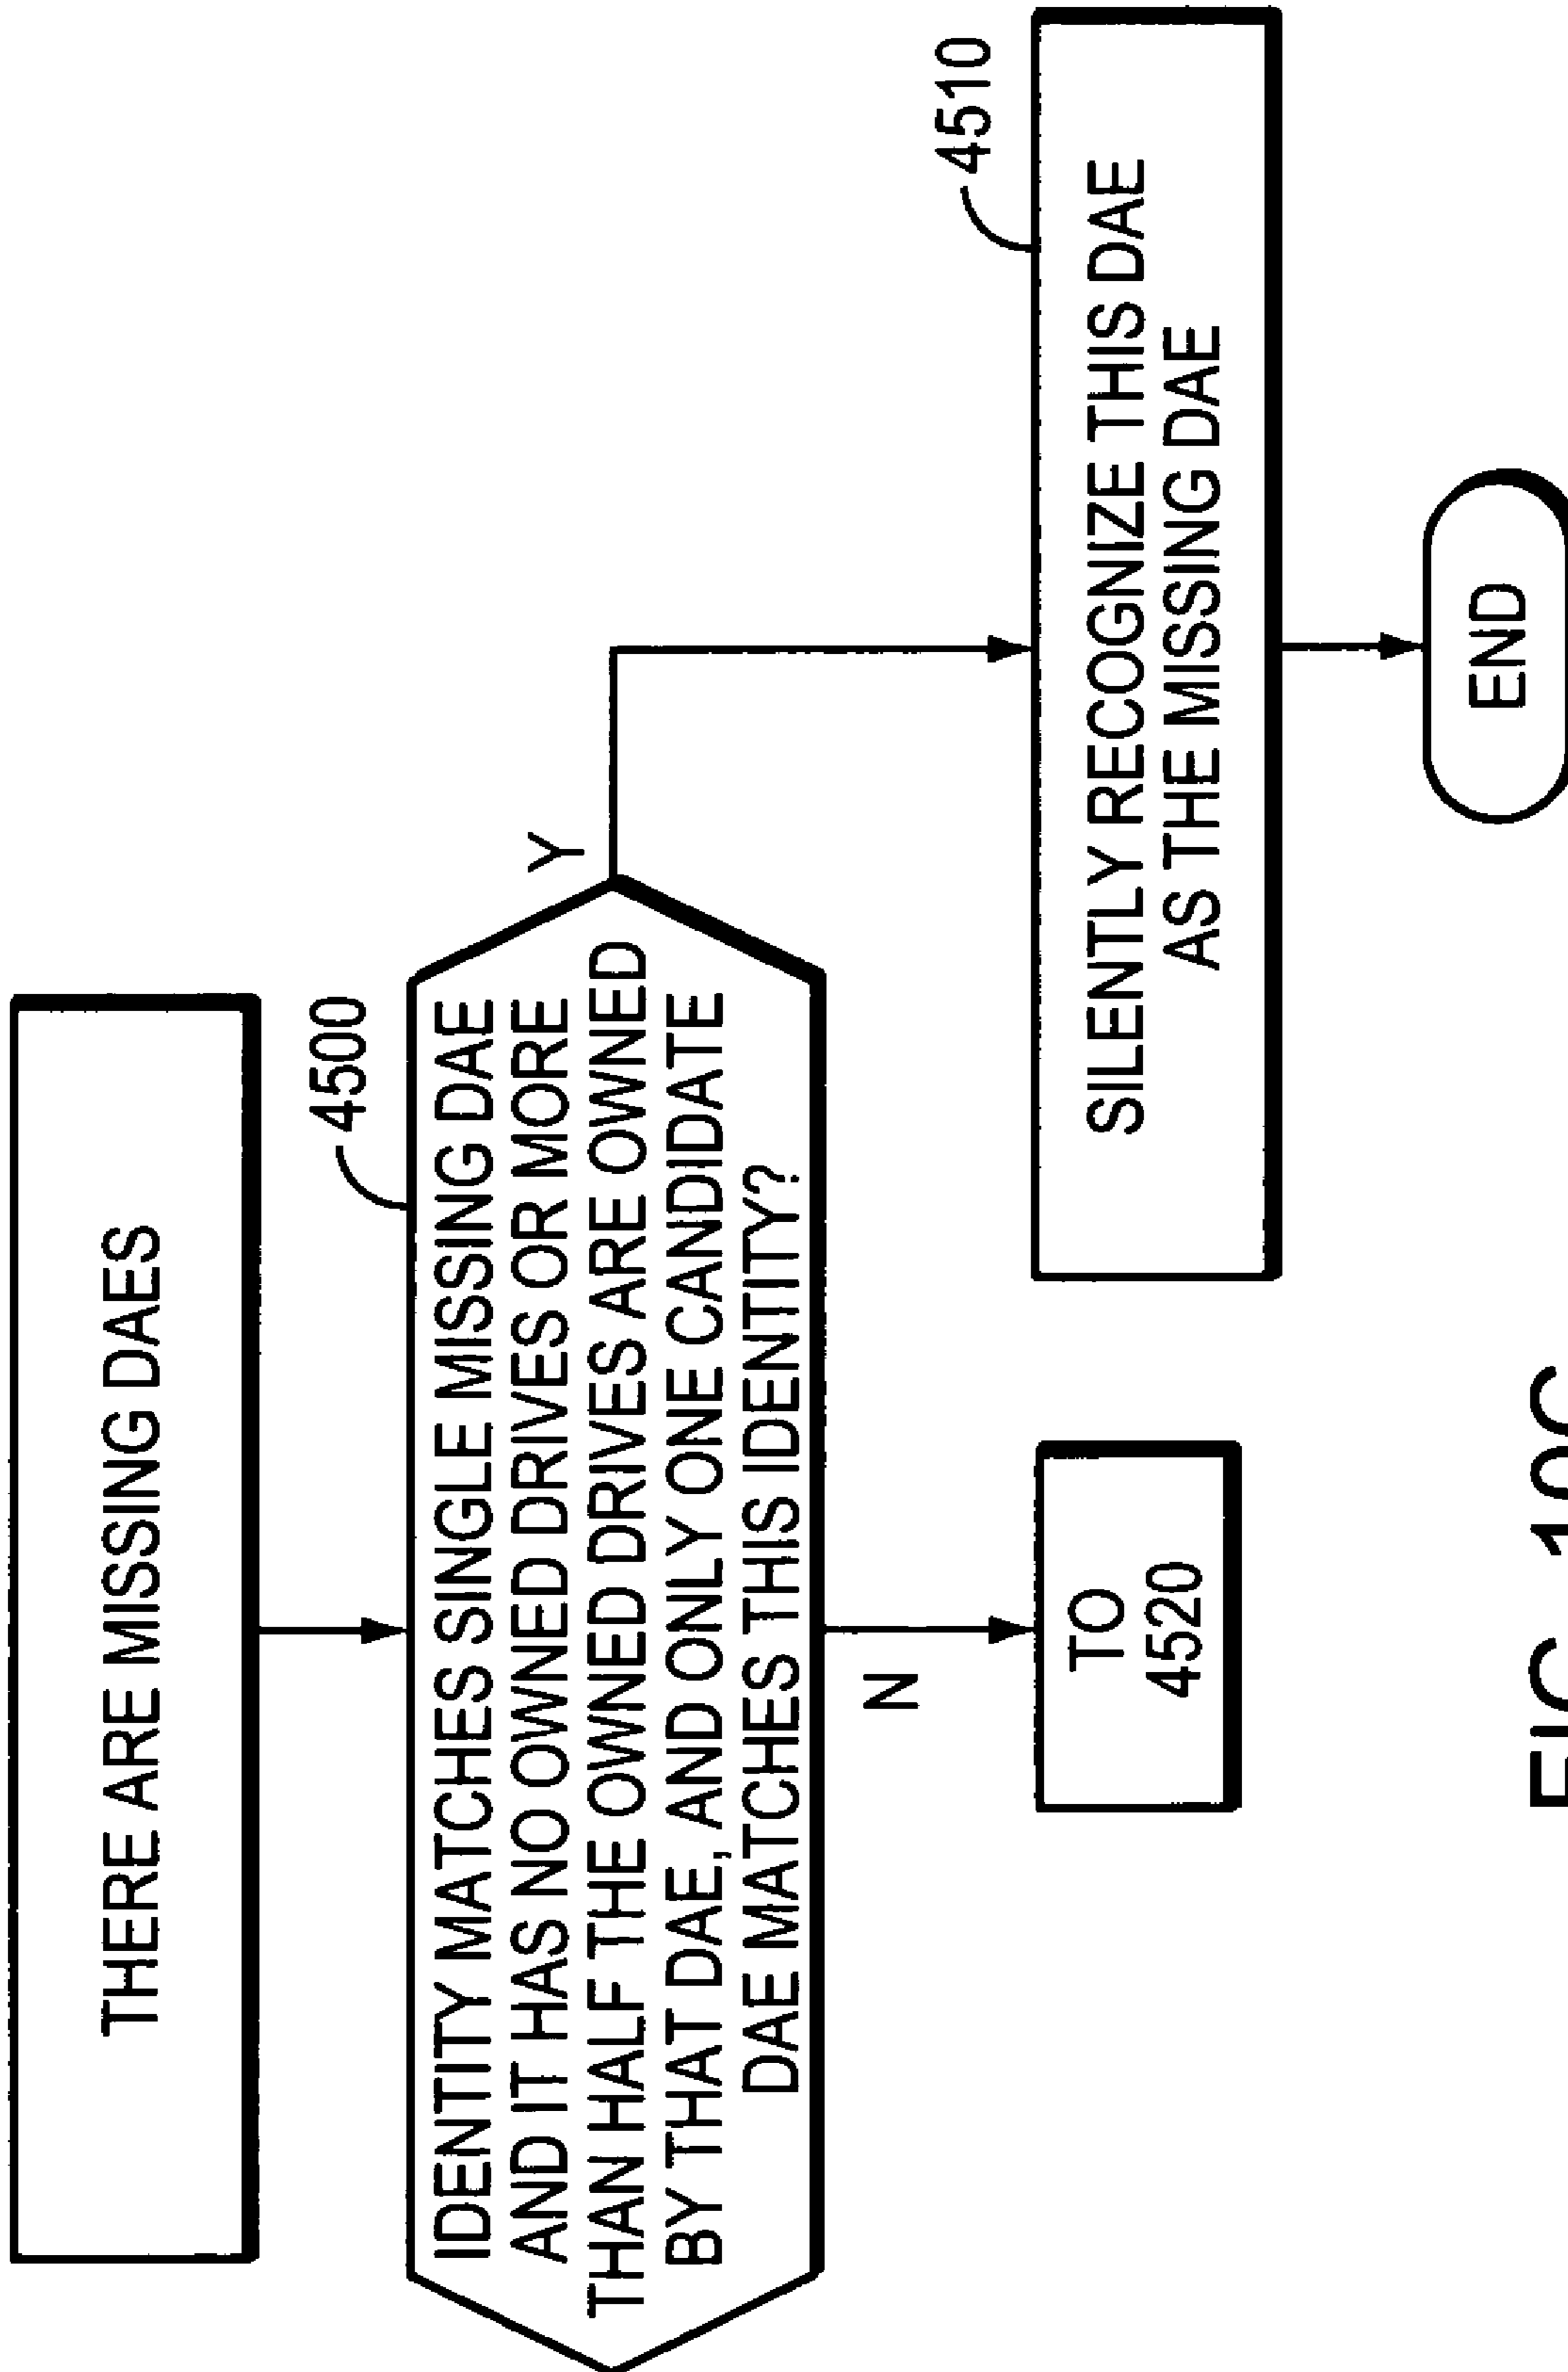 THERE ARE MISSING DAES
4500
IDENTITY MATCHES SINGLE MISSING DAE
AND IT HAS NO OWNED DRIVES OR MORE
THAN HALF THE OWNED DRIVES ARE OWNED
BY THAT DAE, AND ONLY ONE CANDIDATE
DAE MATCHES THIS IDENTITY?
Y
N
4510
SILENTLY RECOGNIZE THIS DAE
AS THE MISSING DAE
TO
4520
END
FIG. 10C